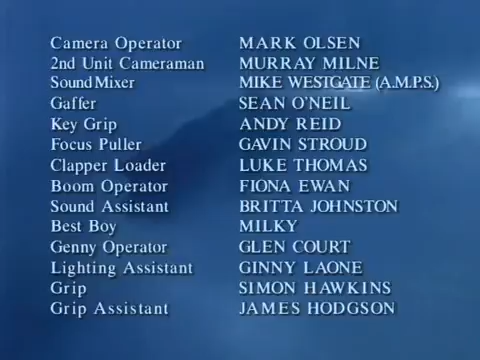 Camera Operator MARK OLSEN
2nd Unit Cameraman MURRAY MILNE
Sound Mixer MIKE WESTGATE (A.M.P.S.)
Gaffer SEAN O'NEIL
Key Grip ANDY REID
Focus Puller GAVIN STROUD
Clapper Loader LUKE THOMAS
Boom Operator FIONA EWAN
Sound Assistant BRITTA JOHNSTON
Best Boy MILKY
Genny Operator GLEN COURT
Lighting Assistant GINNY LAONE
Grip SIMON HAWKINS
Grip Assistant JAMES HODGSON